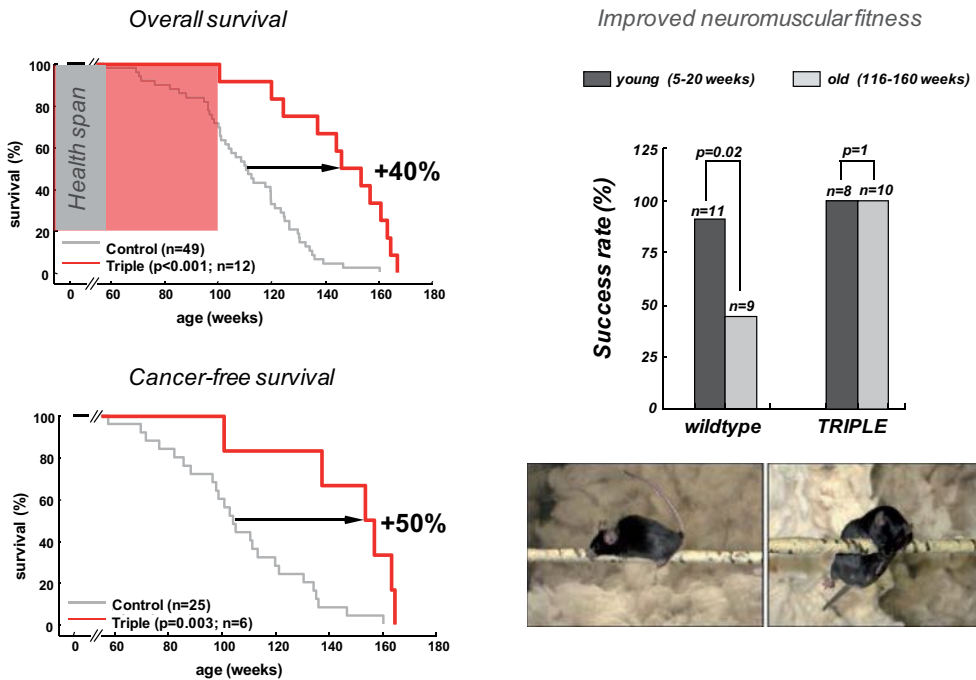 Overall survival
100
80
60
40
20
0
survival (%)
Health span
+40%
Control (n=49)
Triple (p<0.001; n=12)
0 60 80 100 120 140 160 180
age (weeks)
Cancer-free survival
100
80
60
40
20
0
survival (%)
+50%
Control (n=25)
Triple (p=0.003; n=6)
0 60 80 100 120 140 160 180
age (weeks)
Improved neuromuscular fitness
young (5-20 weeks) old (116-160 weeks)
125
100
75
50
25
0
Success rate (%)
p=0.02 p=1
n=11 n=9 n=8 n=10
wildtype TRIPLE